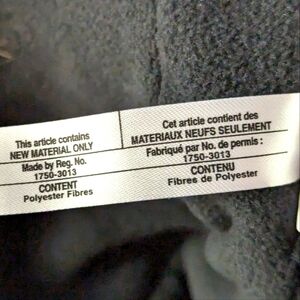 This article contains
NEW MATERIAL ONLY
Made by Reg. No.
1750-3013
CONTENT
Polyester Fibres
Cet article contient des
MATERIAUX NEUFS SEULEMENT
Fabriqué par No. de permis :
1750-3013
CONTENU
Fibree de Polyester